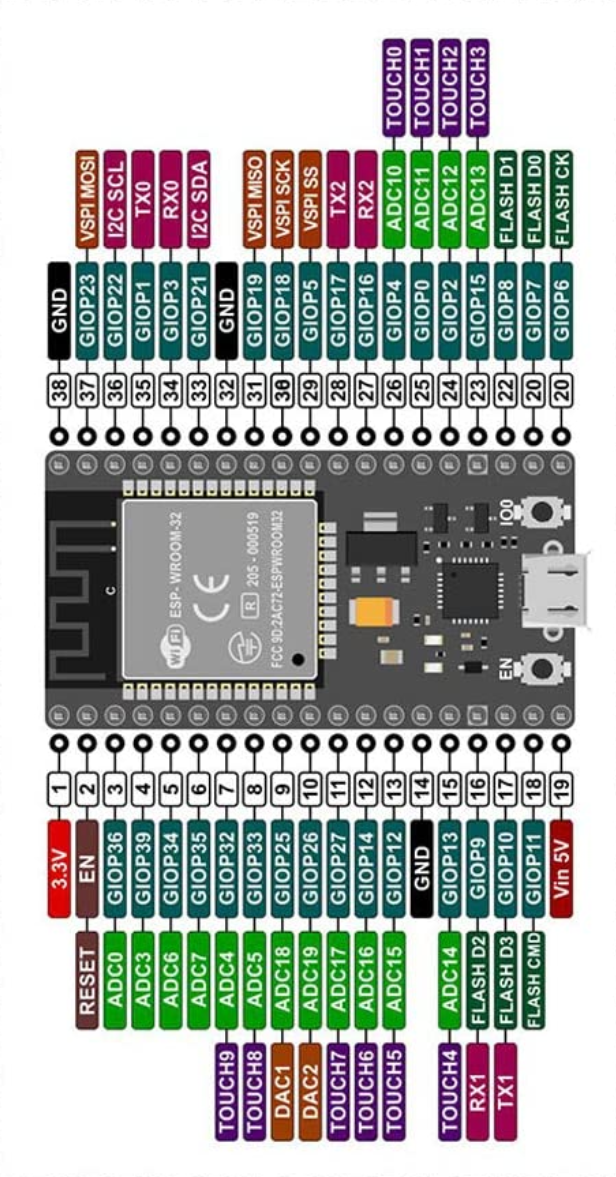 TOUCH0 TOUCH1 TOUCH2 TOUCH3
VSPI MOSI I2C SCL TX0 RX0 I2C SDA VSPI MISO VSPI SCK VSPI SS TX2 RX2 ADC10 ADC11 ADC12 ADC13 FLASH D1 FLASH D0 FLASH CK
GND GIOP23 GIOP22 GIOP1 GIOP3 GIOP21 GND GIOP19 GIOP18 GIOP5 GIOP17 GIOP16 GIOP4 GIOP0 GIOP2 GIOP15 GIOP8 GIOP7 GIOP6
38 37 36 35 34 33 32 31 30 29 28 27 26 25 24 23 22 20 20
C
WiFi ESP- WROOM-32
CE
R 205 - 000519
FCC 9D:2AC72-ESPWROOM32
IO0
EN
1 2 3 4 5 6 7 8 9 10 11 12 13 14 15 16 17 18 19
3.3V EN GIOP36 GIOP39 GIOP34 GIOP35 GIOP32 GIOP33 GIOP25 GIOP26 GIOP27 GIOP14 GIOP12 GND GIOP13 GIOP9 GIOP10 GIOP11 Vin 5V
RESET ADC0 ADC3 ADC6 ADC7 ADC4 ADC5 ADC18 ADC19 ADC17 ADC16 ADC15 ADC14 FLASH D2 FLASH D3 FLASH CMD
TOUCH9 TOUCH8 DAC1 DAC2 TOUCH7 TOUCH6 TOUCH5 TOUCH4 RX1 TX1